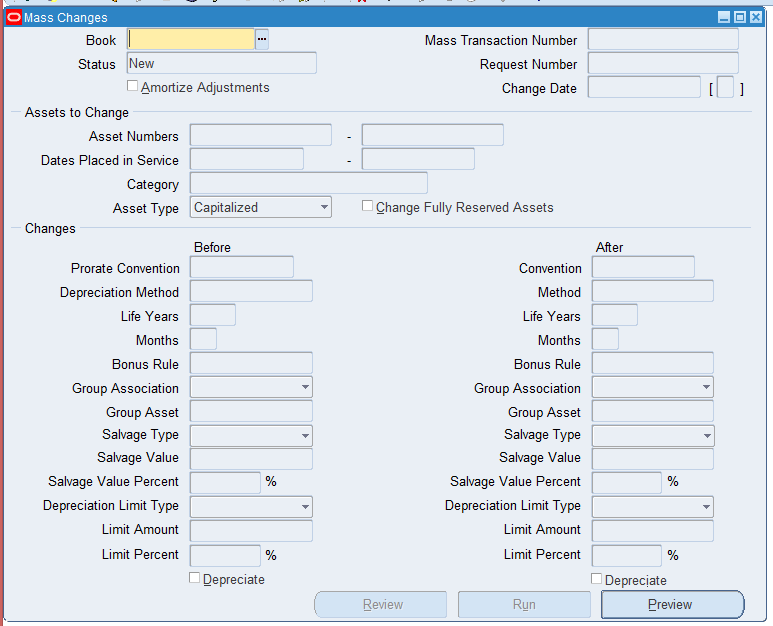 Mass Changes
Book ... Mass Transaction Number
Status New Request Number
Amortize Adjustments Change Date [ ]
Assets to Change
Asset Numbers -
Dates Placed in Service -
Category
Asset Type Capitalized Change Fully Reserved Assets
Changes
Before After
Prorate Convention Convention
Depreciation Method Method
Life Years Life Years
Months Months
Bonus Rule Bonus Rule
Group Association Group Association
Group Asset Group Asset
Salvage Type Salvage Type
Salvage Value Salvage Value
Salvage Value Percent % Salvage Value Percent %
Depreciation Limit Type Depreciation Limit Type
Limit Amount Limit Amount
Limit Percent % Limit Percent %
Depreciate Depreciate
Review Run Preview